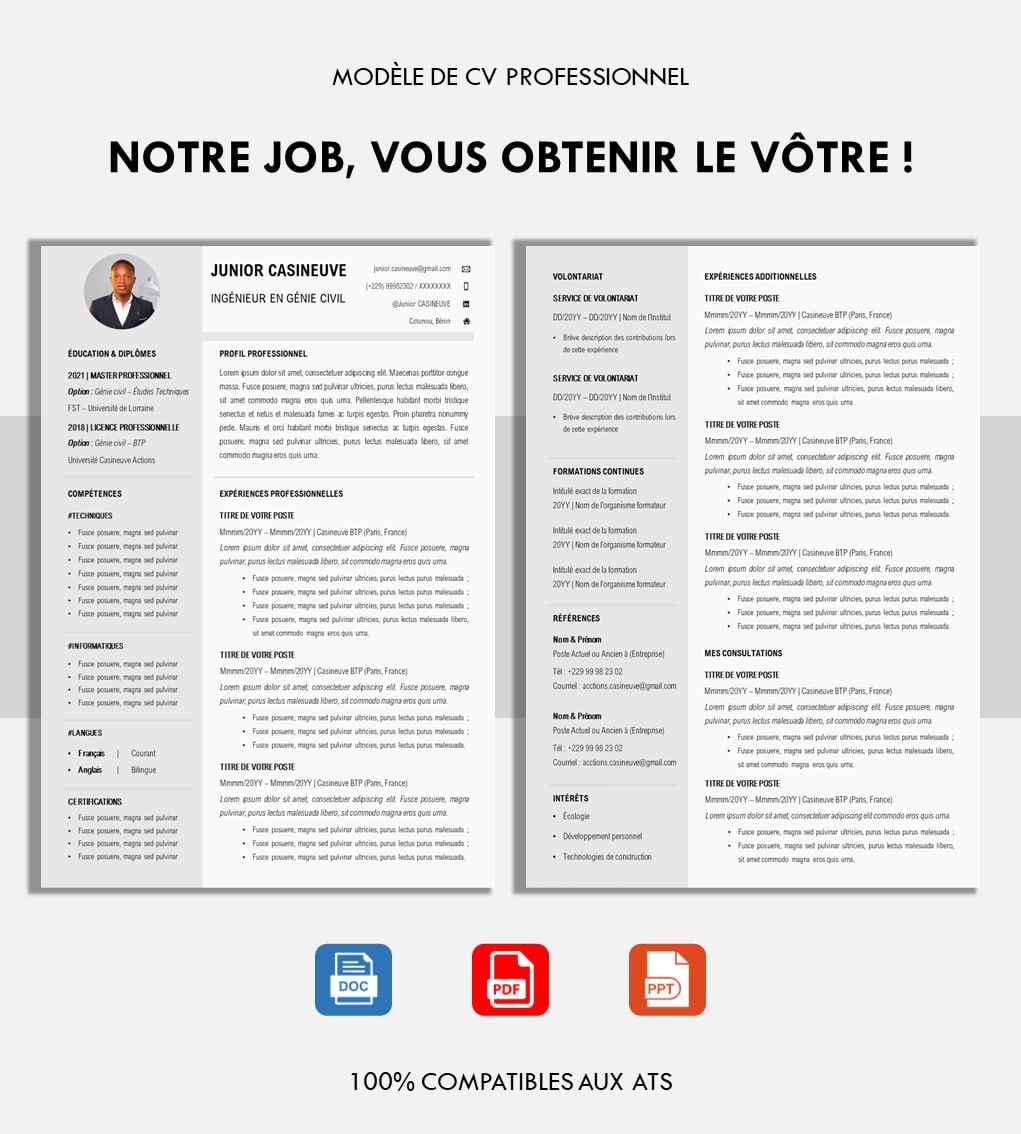 MODÈLE DE CV PROFESSIONNEL
NOTRE JOB, VOUS OBTENIR LE VÔTRE !
JUNIOR CASINEUVE
INGÉNIEUR EN GÉNIE CIVIL
junior.casineuve@gmail.com
(+229) 99982302 / XXXXXXXX
@Junior CASINEUVE
Cotonou, Bénin
ÉDUCATION & DIPLÔMES
2021 | MASTER PROFESSIONNEL
Option : Génie civil – Études Techniques
FST – Université de Lorraine
2018 | LICENCE PROFESSIONNELLE
Option : Génie civil – BTP
Université Casineuve Actions
COMPÉTENCES
#TECHNIQUES
• Fusce posuere, magna sed pulvinar
• Fusce posuere, magna sed pulvinar
• Fusce posuere, magna sed pulvinar
• Fusce posuere, magna sed pulvinar
• Fusce posuere, magna sed pulvinar
• Fusce posuere, magna sed pulvinar
• Fusce posuere, magna sed pulvinar
#INFORMATIQUES
• Fusce posuere, magna sed pulvinar
• Fusce posuere, magna sed pulvinar
• Fusce posuere, magna sed pulvinar
• Fusce posuere, magna sed pulvinar
#LANGUES
• Français | Courant
• Anglais | Bilingue
CERTIFICATIONS
• Fusce posuere, magna sed pulvinar
• Fusce posuere, magna sed pulvinar
• Fusce posuere, magna sed pulvinar
• Fusce posuere, magna sed pulvinar
PROFIL PROFESSIONNEL
Lorem ipsum dolor sit amet, consectetuer adipiscing elit. Maecenas porttitor congue
massa. Fusce posuere, magna sed pulvinar ultricies, purus lectus malesuada libero,
sit amet commodo magna eros quis urna. Pellentesque habitant morbi tristique
senectus et netus et malesuada fames ac turpis egestas. Proin pharetra nonummy
pede. Mauris et orci habitant morbi tristique senectus ac turpis egestas. Fusce
posuere, magna sed pulvinar ultricies, purus lectus malesuada libero, sit amet
commodo magna eros quis urna.
EXPÉRIENCES PROFESSIONNELLES
TITRE DE VOTRE POSTE
Mmmm/20YY – Mmmm/20YY | Casineuve BTP (Paris, France)
Lorem ipsum dolor sit amet, consectetuer adipiscing elit. Fusce posuere, magna
pulvinar, purus lectus malesuada libero, sit commodo magna eros quis urna.
• Fusce posuere, magna sed pulvinar ultricies, purus lectus purus malesuada ;
• Fusce posuere, magna sed pulvinar ultricies, purus lectus purus malesuada ;
• Fusce posuere, magna sed pulvinar ultricies, purus lectus purus malesuada ;
• Fusce posuere, magna sed pulvinar ultricies, purus lectus malesuada libero,
sit amet commodo magna eros quis urna.
TITRE DE VOTRE POSTE
Mmmm/20YY – Mmmm/20YY | Casineuve BTP (Paris, France)
Lorem ipsum dolor sit amet, consectetuer adipiscing elit. Fusce posuere, magna
pulvinar, purus lectus malesuada libero, sit commodo magna eros quis urna.
• Fusce posuere, magna sed pulvinar ultricies, purus lectus purus malesuada ;
• Fusce posuere, magna sed pulvinar ultricies, purus lectus purus malesuada ;
• Fusce posuere, magna sed pulvinar ultricies, purus lectus purus malesuada.
TITRE DE VOTRE POSTE
Mmmm/20YY – Mmmm/20YY | Casineuve BTP (Paris, France)
Lorem ipsum dolor sit amet, consectetuer adipiscing elit. Fusce posuere, magna
pulvinar, purus lectus malesuada libero, sit commodo magna eros quis urna.
• Fusce posuere, magna sed pulvinar ultricies, purus lectus purus malesuada ;
• Fusce posuere, magna sed pulvinar ultricies, purus lectus purus malesuada ;
• Fusce posuere, magna sed pulvinar ultricies, purus lectus purus malesuada.
VOLONTARIAT
SERVICE DE VOLONTARIAT
DD/20YY – DD/20YY | Nom de l'Institut
• Brève description des contributions lors
de cette expérience
SERVICE DE VOLONTARIAT
DD/20YY – DD/20YY | Nom de l'Institut
• Brève description des contributions lors
de cette expérience
FORMATIONS CONTINUES
Intitulé exact de la formation
20YY | Nom de l'organisme formateur
Intitulé exact de la formation
20YY | Nom de l'organisme formateur
Intitulé exact de la formation
20YY | Nom de l'organisme formateur
RÉFÉRENCES
Nom & Prénom
Poste Actuel ou Ancien à (Entreprise)
Tél : +229 99 98 23 02
Courriel : acctions.casineuve@gmail.com
Nom & Prénom
Poste Actuel ou Ancien à (Entreprise)
Tél : +229 99 98 23 02
Courriel : acctions.casineuve@gmail.com
INTÉRÊTS
• Écologie
• Développement personnel
• Technologies de construction
EXPÉRIENCES ADDITIONNELLES
TITRE DE VOTRE POSTE
Mmmm/20YY – Mmmm/20YY | Casineuve BTP (Paris, France)
Lorem ipsum dolor sit amet, consectetuer adipiscing elit. Fusce posuere, magna
pulvinar, purus lectus malesuada libero, sit commodo magna eros quis urna.
• Fusce posuere, magna sed pulvinar ultricies, purus lectus purus malesuada ;
• Fusce posuere, magna sed pulvinar ultricies, purus lectus purus malesuada ;
• Fusce posuere, magna sed pulvinar ultricies, purus lectus malesuada libero,
sit amet commodo magna eros quis urna.
TITRE DE VOTRE POSTE
Mmmm/20YY – Mmmm/20YY | Casineuve BTP (Paris, France)
Lorem ipsum dolor sit amet, consectetuer adipiscing elit. Fusce posuere, magna
pulvinar, purus lectus malesuada libero, sit commodo magna eros quis urna.
• Fusce posuere, magna sed pulvinar ultricies, purus lectus purus malesuada ;
• Fusce posuere, magna sed pulvinar ultricies, purus lectus purus malesuada ;
• Fusce posuere, magna sed pulvinar ultricies, purus lectus purus malesuada.
TITRE DE VOTRE POSTE
Mmmm/20YY – Mmmm/20YY | Casineuve BTP (Paris, France)
Lorem ipsum dolor sit amet, consectetuer adipiscing elit. Fusce posuere, magna
pulvinar, purus lectus malesuada libero, sit commodo magna eros quis urna.
• Fusce posuere, magna sed pulvinar ultricies, purus lectus purus malesuada ;
• Fusce posuere, magna sed pulvinar ultricies, purus lectus purus malesuada ;
• Fusce posuere, magna sed pulvinar ultricies, purus lectus purus malesuada.
MES CONSULTATIONS
TITRE DE VOTRE POSTE
Mmmm/20YY – Mmmm/20YY | Casineuve BTP (Paris, France)
Lorem ipsum dolor sit amet, consectetuer adipiscing elit. Fusce posuere, magna
pulvinar, purus lectus malesuada libero, sit commodo magna eros quis urna.
• Fusce posuere, magna sed pulvinar ultricies, purus lectus purus malesuada ;
• Fusce posuere, magna sed pulvinar ultricies, purus lectus malesuada libero,
sit amet commodo magna eros quis urna.
TITRE DE VOTRE POSTE
Mmmm/20YY – Mmmm/20YY | Casineuve BTP (Paris, France)
Lorem ipsum dolor sit amet, consectetuer adipiscing elit commodo eros quis urna.
• Fusce posuere, magna sed pulvinar ultricies, purus lectus purus malesuada ;
• Fusce posuere, magna sed pulvinar ultricies, purus lectus malesuada libero,
sit amet commodo magna eros quis urna.
DOC
PDF
PPT
100% COMPATIBLES AUX ATS